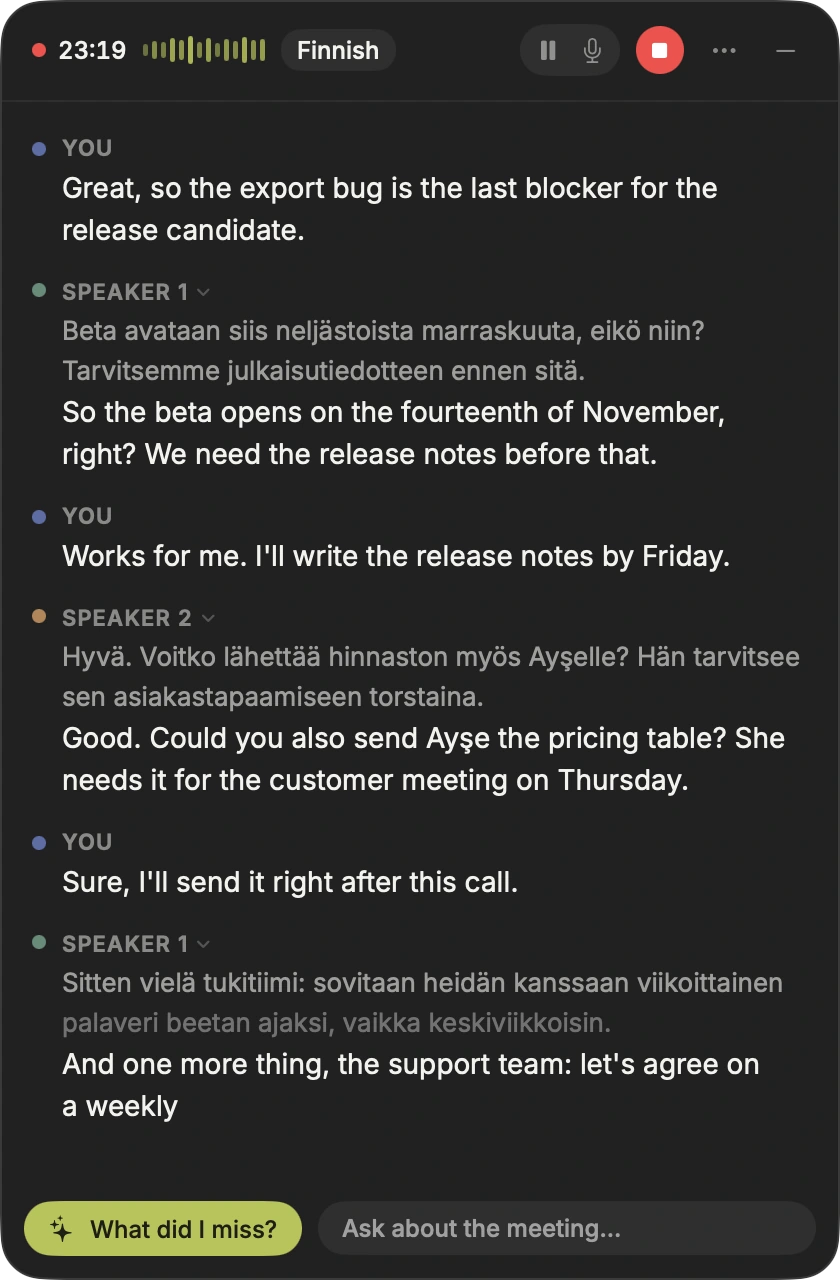 23:19
Finnish
YOU
Great, so the export bug is the last blocker for the
release candidate.
SPEAKER 1
Beta avataan siis neljästoista marraskuuta, eikö niin?
Tarvitsemme julkaisutiedotteen ennen sitä.
So the beta opens on the fourteenth of November,
right? We need the release notes before that.
YOU
Works for me. I'll write the release notes by Friday.
SPEAKER 2
Hyvä. Voitko lähettää hinnaston myös Ayşelle? Hän tarvitsee
sen asiakastapaamiseen torstaina.
Good. Could you also send Ayşe the pricing table? She
needs it for the customer meeting on Thursday.
YOU
Sure, I'll send it right after this call.
SPEAKER 1
Sitten vielä tukitiimi: sovitaan heidän kanssaan viikoittainen
palaveri beetan ajaksi, vaikka keskiviikkoisin.
And one more thing, the support team: let's agree on
a weekly
What did I miss?
Ask about the meeting...